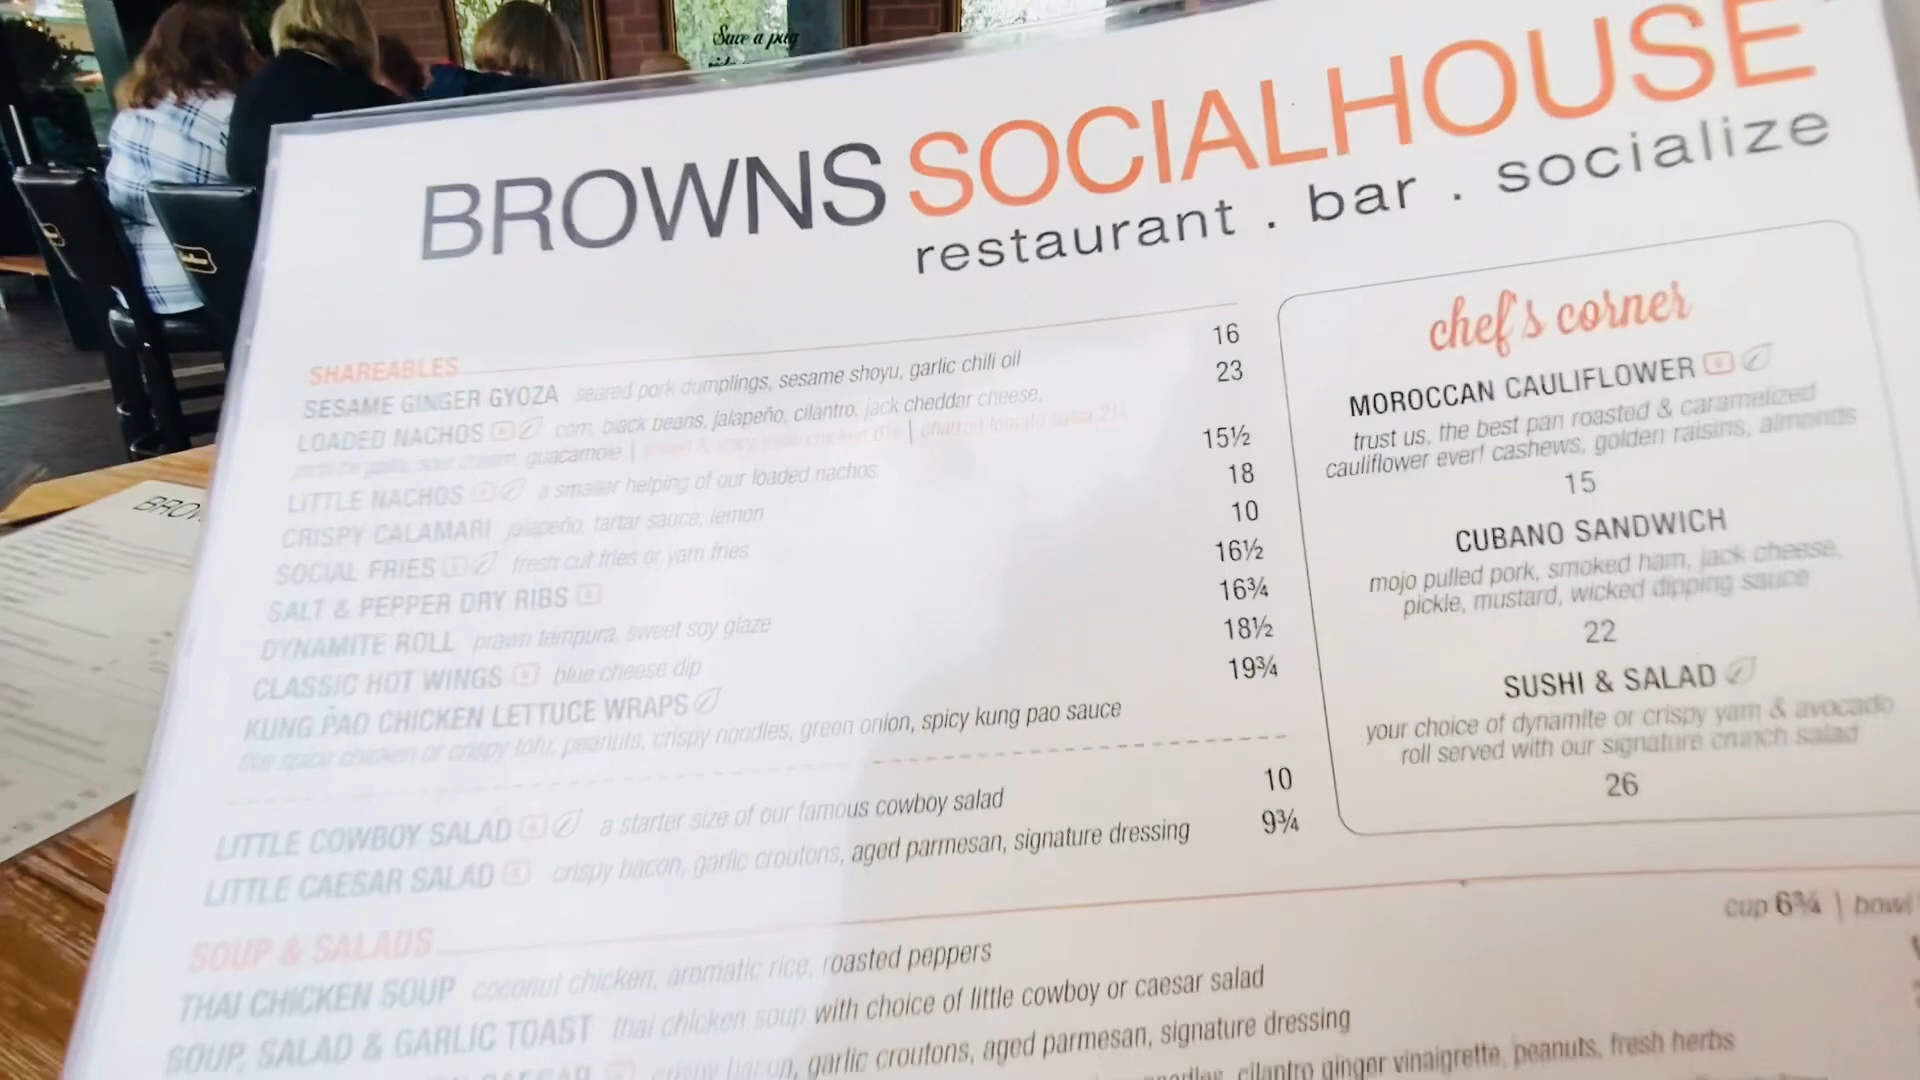 Save a pug
BROWNS SOCIALHOUSE
restaurant . bar . socialize
SHAREABLES
SESAME GINGER GYOZA seared pork dumplings, sesame shoyu, garlic chili oil 16
LOADED NACHOS corn, black beans, jalapeño, cilantro, jack cheddar cheese, 23
pico de gallo, sour cream, guacamole |
LITTLE NACHOS a smaller helping of our loaded nachos 15½
CRISPY CALAMARI jalapeño, tartar sauce, lemon 18
SOCIAL FRIES fresh cut fries or yam fries 10
SALT & PEPPER DRY RIBS 16½
DYNAMITE ROLL prawn tempura, sweet soy glaze 16¾
CLASSIC HOT WINGS blue cheese dip 18½
KUNG PAO CHICKEN LETTUCE WRAPS 19¾
five spice chicken or crispy tofu, peanuts, crispy noodles, green onion, spicy kung pao sauce
LITTLE COWBOY SALAD a starter size of our famous cowboy salad 10
LITTLE CAESAR SALAD crispy bacon, garlic croutons, aged parmesan, signature dressing 9¾
chef's corner
MOROCCAN CAULIFLOWER
trust us, the best pan roasted & caramelized
cauliflower ever! cashews, golden raisins, almonds
15
CUBANO SANDWICH
mojo pulled pork, smoked ham, jack cheese,
pickle, mustard, wicked dipping sauce
22
SUSHI & SALAD
your choice of dynamite or crispy yam & avocado
roll served with our signature crunch salad
26
SOUP & SALADS
cup 6¾ | bowl
THAI CHICKEN SOUP coconut chicken, aromatic rice, roasted peppers
SOUP, SALAD & GARLIC TOAST thai chicken soup with choice of little cowboy or caesar salad
CAESAR crispy bacon, garlic croutons, aged parmesan, signature dressing
noodles, cilantro ginger vinaigrette, peanuts, fresh herbs
BROW